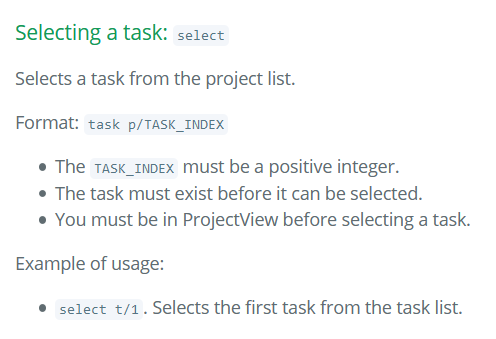 Selecting a task: select
Selects a task from the project list.
Format: task p/TASK_INDEX
• The TASK_INDEX must be a positive integer.
• The task must exist before it can be selected.
• You must be in ProjectView before selecting a task.
Example of usage:
• select t/1. Selects the first task from the task list.